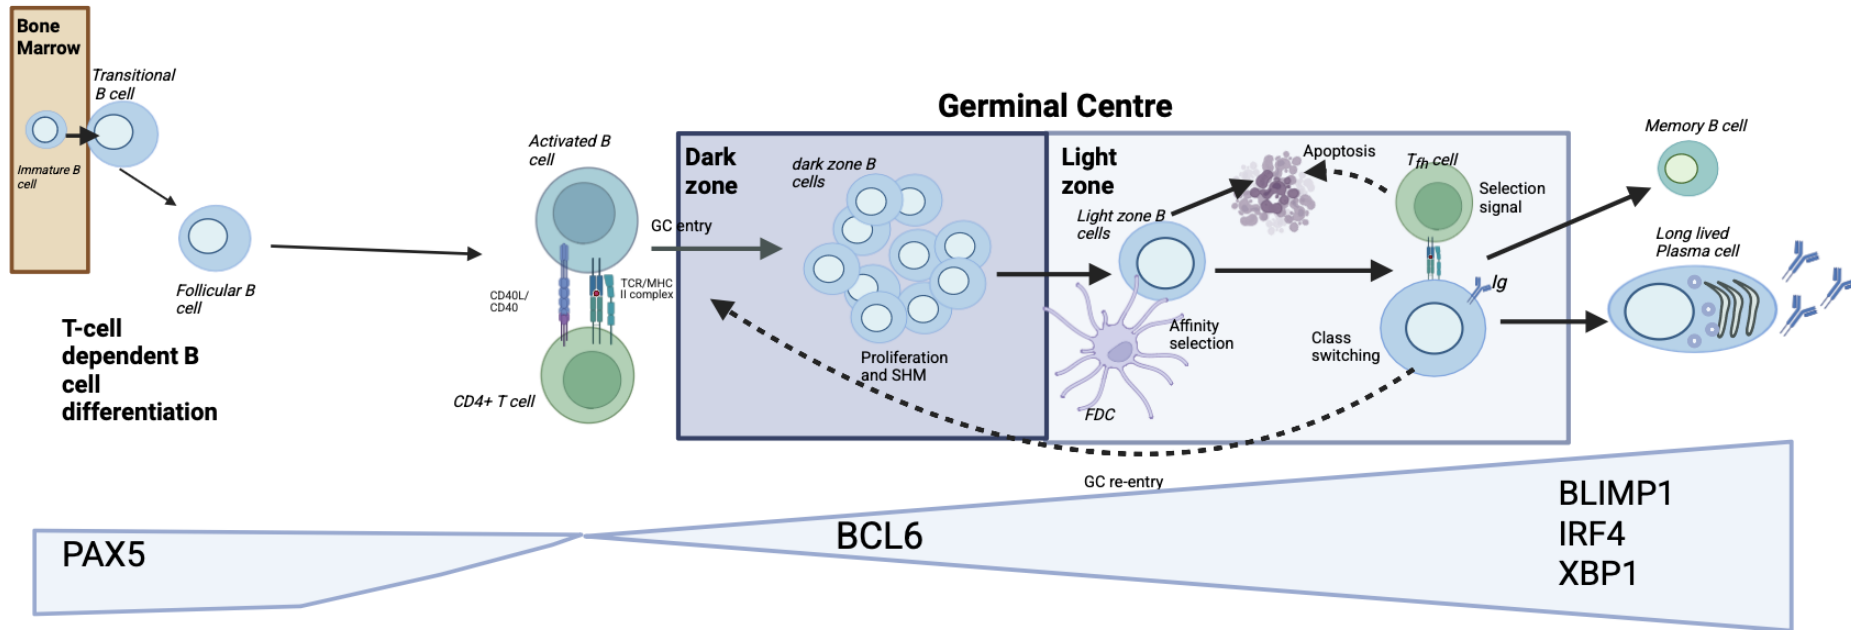 Bone
Marrow
Transitional
B cell
Immature B
cell
Follicular B
cell
T-cell
dependent B
cell
differentiation
Activated B
cell
CD40L/
CD40
TCR/MHC
II complex
CD4+ T cell
GC entry
Germinal Centre
Dark
zone
dark zone B
cells
Proliferation
and SHM
Light
zone
Light zone B
cells
Apoptosis
Tfh cell
Selection
signal
Affinity
selection
FDC
Class
switching
Ig
GC re-entry
Memory B cell
Long lived
Plasma cell
PAX5
BCL6
BLIMP1
IRF4
XBP1